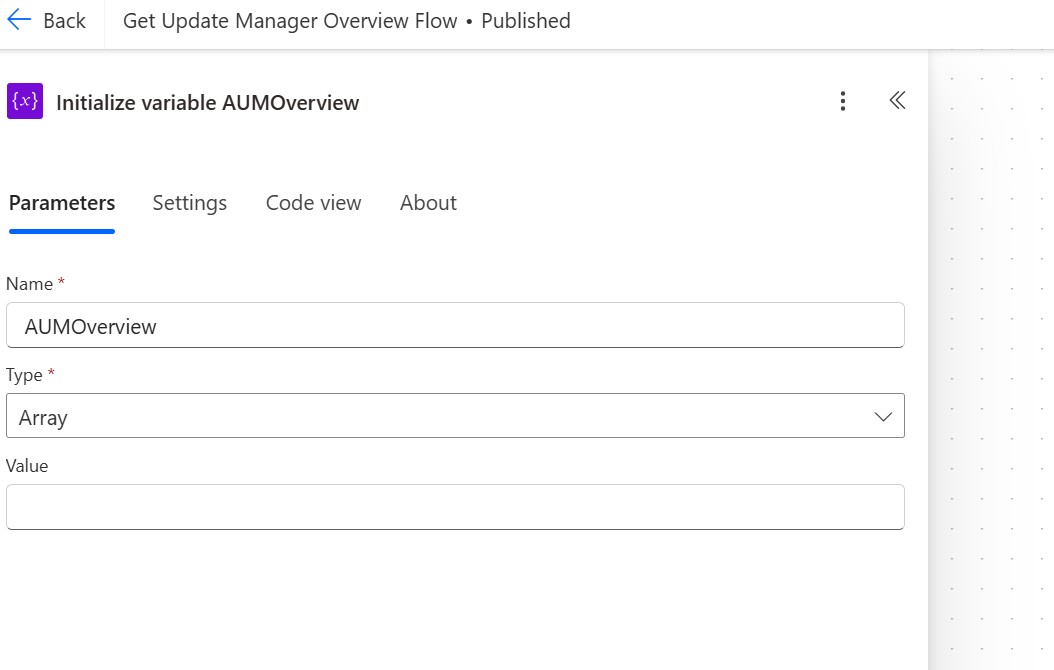 Back
Get Update Manager Overview Flow • Published
{x} Initialize variable AUMOverview
Parameters Settings Code view About
Name *
AUMOverview
Type *
Array
Value